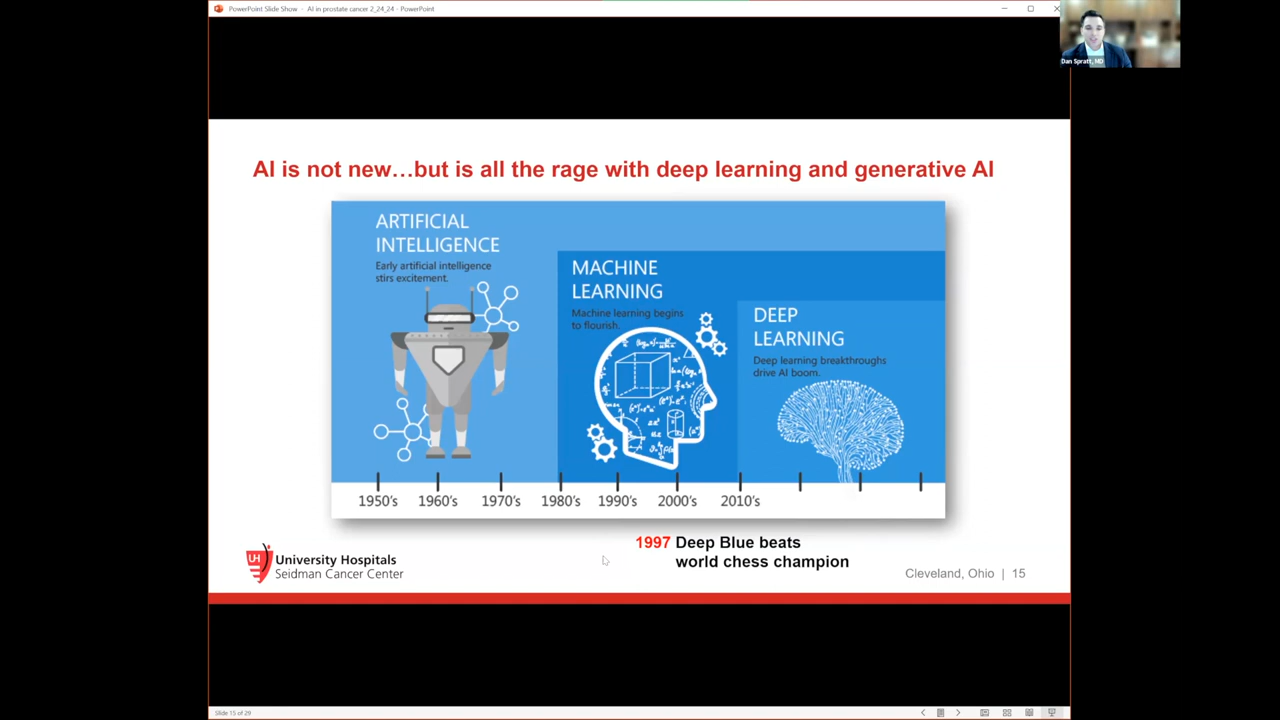 PowerPoint Slide Show - AI in prostate cancer 2_24_24 - PowerPoint
Dan Spratt, MD
AI is not new…but is all the rage with deep learning and generative AI
ARTIFICIAL
INTELLIGENCE
Early artificial intelligence
stirs excitement.
MACHINE
LEARNING
Machine learning begins
to flourish.
DEEP
LEARNING
Deep learning breakthroughs
drive AI boom.
1950's 1960's 1970's 1980's 1990's 2000's 2010's
1997 Deep Blue beats
world chess champion
UH University Hospitals
Seidman Cancer Center
Cleveland, Ohio | 15
Slide 15 of 29